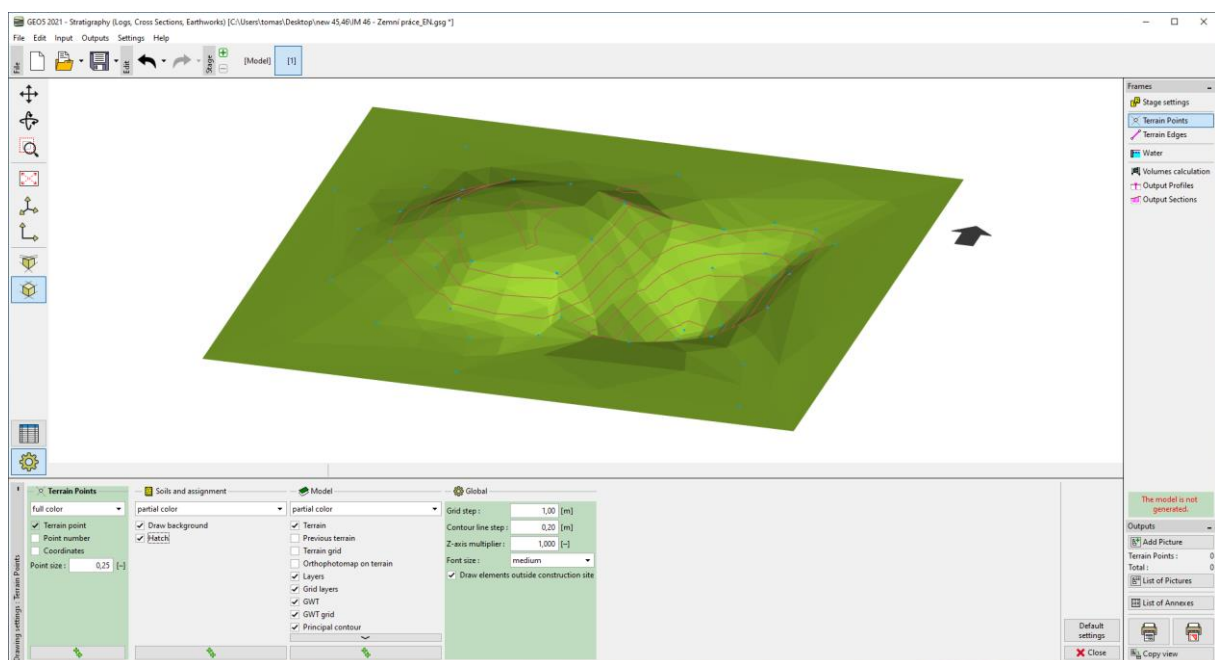 GEO5 2021 - Stratigraphy (Logs, Cross Sections, Earthworks) [C:\Users\tomas\Desktop\new 45,46\IM 46 - Zemní práce_EN.gsg *]
File Edit Input Outputs Settings Help
File
Edit
Stage
[Model] [1]
Frames
Stage settings
Terrain Points
Terrain Edges
Water
Volumes calculation
Output Profiles
Output Sections
Drawing settings : Terrain Points
Terrain Points
full color
Terrain point
Point number
Coordinates
Point size : 0,25 [–]
Soils and assignment
partial color
Draw background
Hatch
Model
partial color
Terrain
Previous terrain
Terrain grid
Orthophotomap on terrain
Layers
Grid layers
GWT
GWT grid
Principal contour
Global
Grid step : 1,00 [m]
Contour line step : 0,20 [m]
Z-axis multiplier : 1,000 [–]
Font size : medium
Draw elements outside construction site
Default
settings
Close
The model is not
generated.
Outputs
Add Picture
Terrain Points : 0
Total : 0
List of Pictures
List of Annexes
Copy view